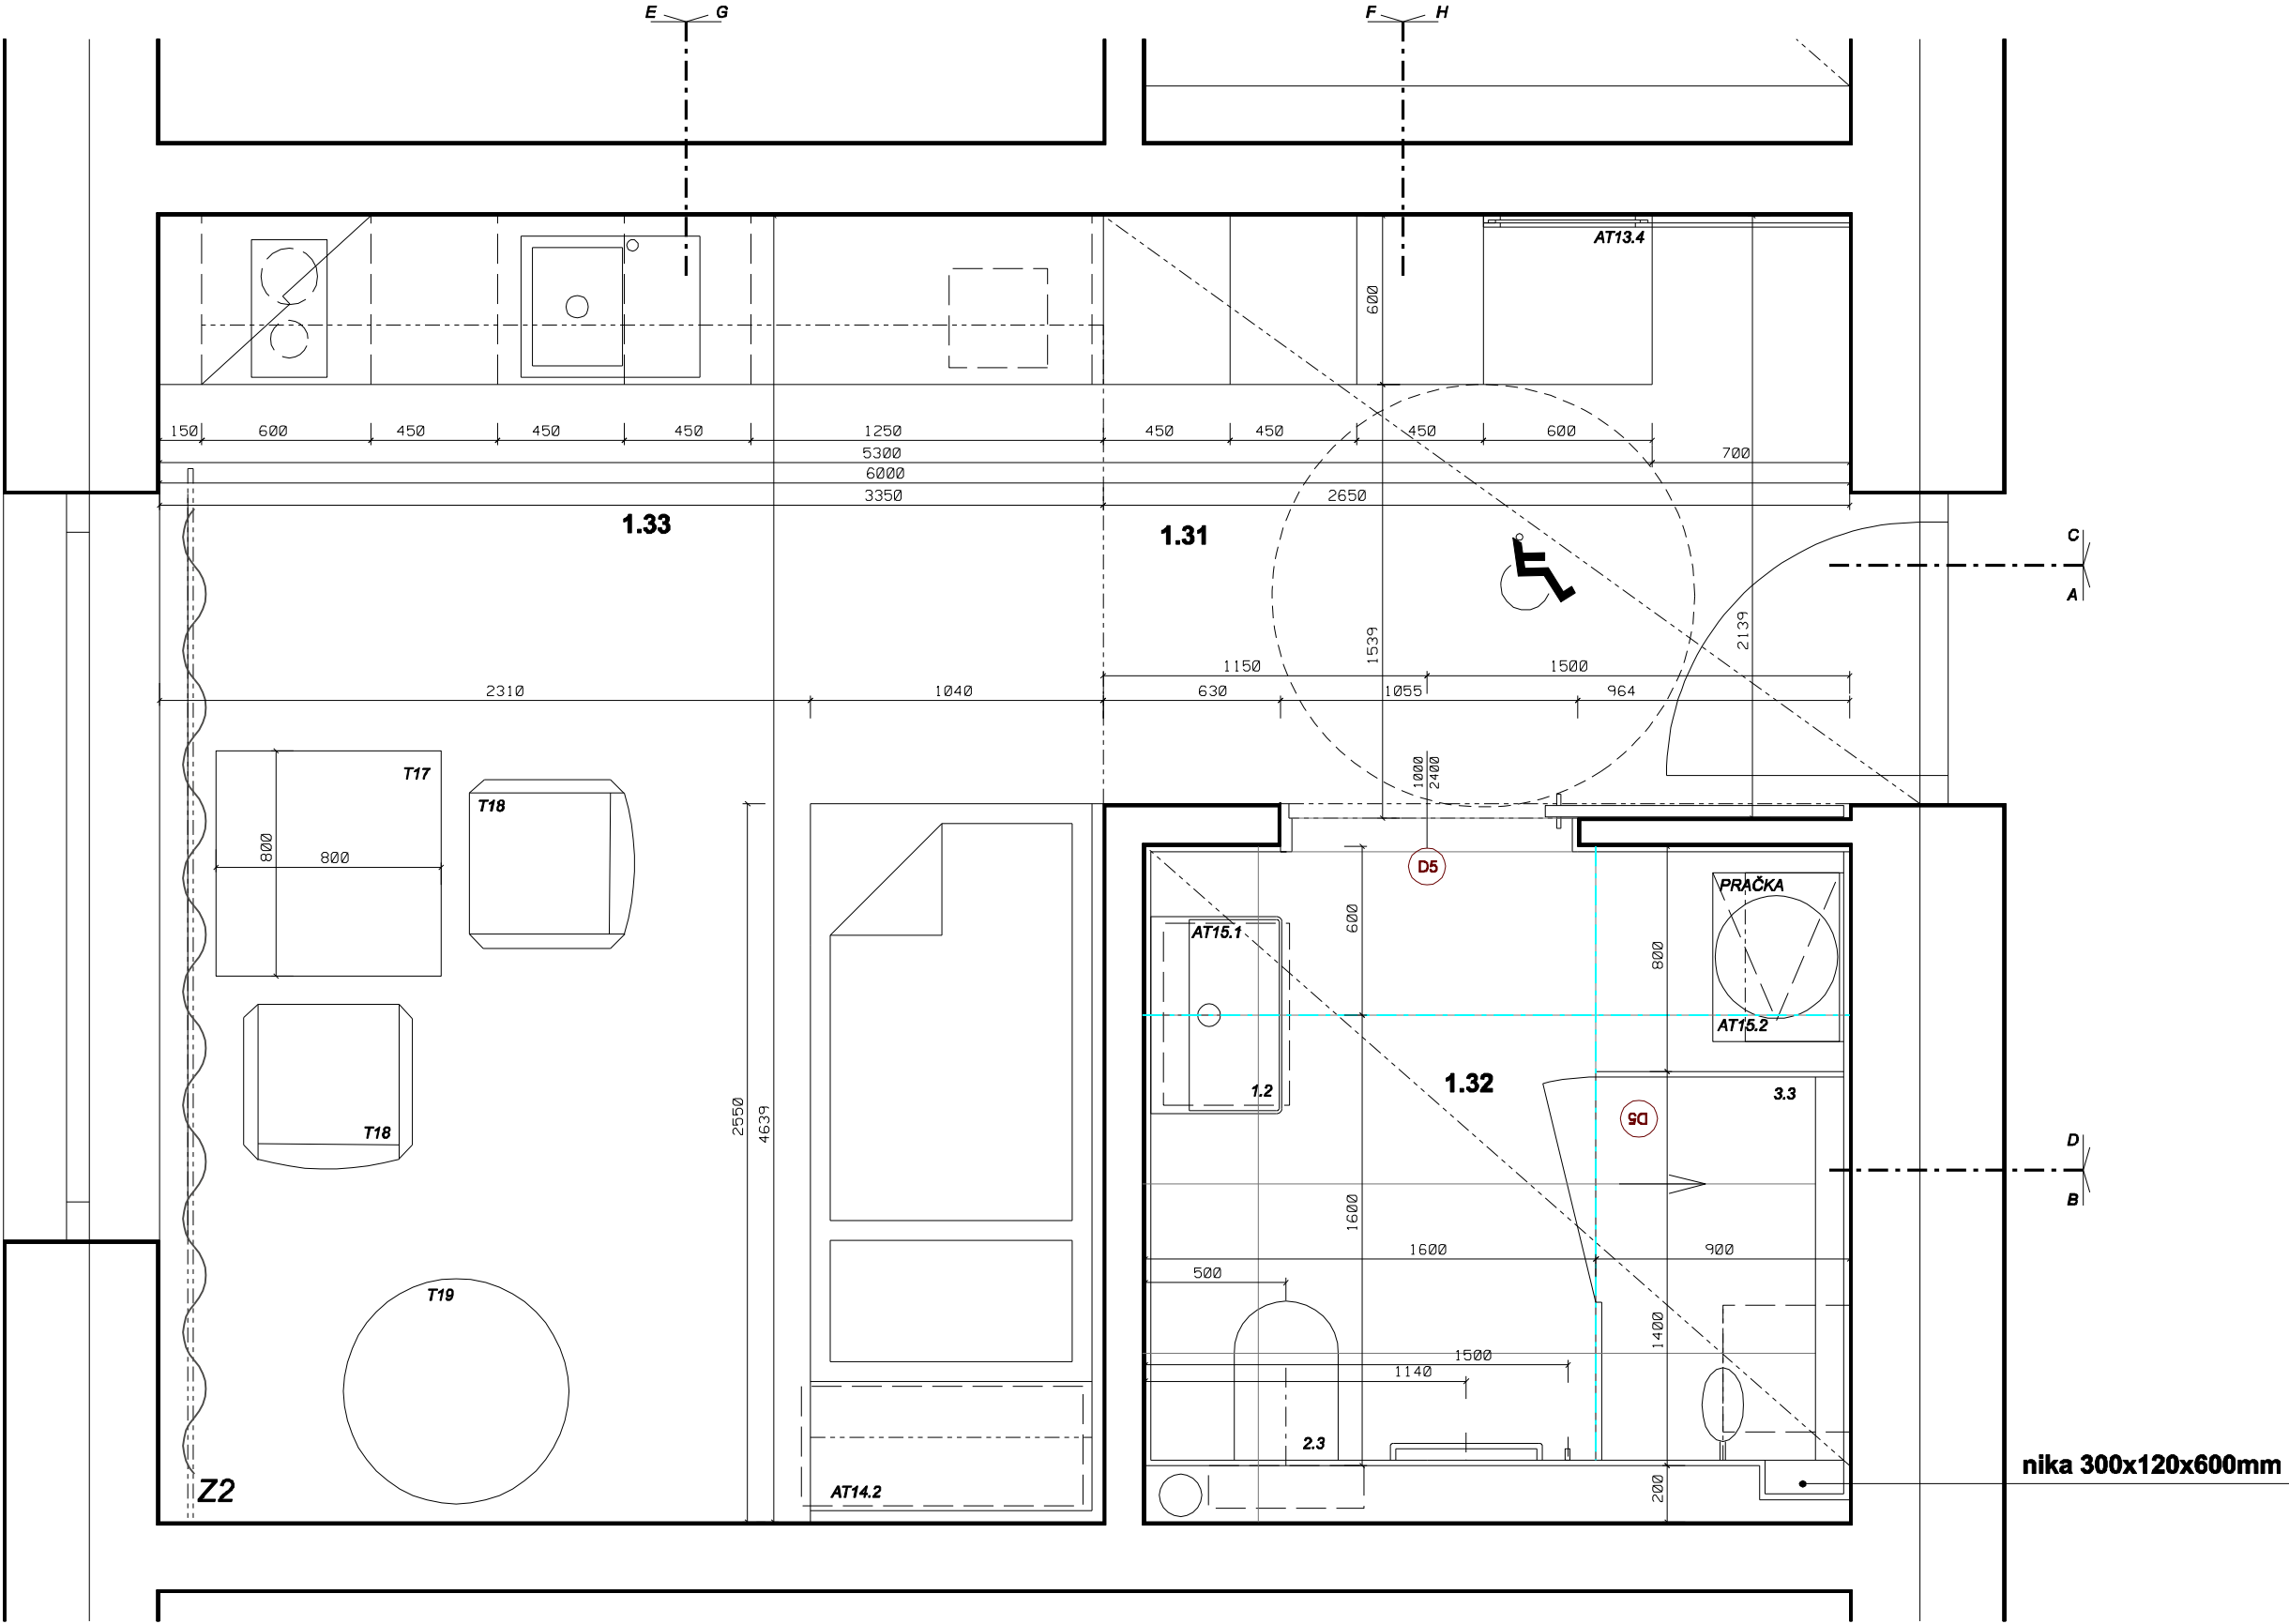 E G F H
AT13.4
600
150 600 450 450 450 1250 450 450 450 600
5300 700
6000
3350 2650
1.33 1.31
C
A
1539 2139
1150 1500
2310 1040 630 1055 964
1000
2400
T17
T18
800
800
D5
PRAČKA
AT15.1
600
800
AT15.2
1.2
1.32
3.3
D5
2550
4639
T18
D
B
1600
1600 900
500
T19
1400
1500
1140
2.3
Z2
AT14.2
200
nika 300x120x600mm